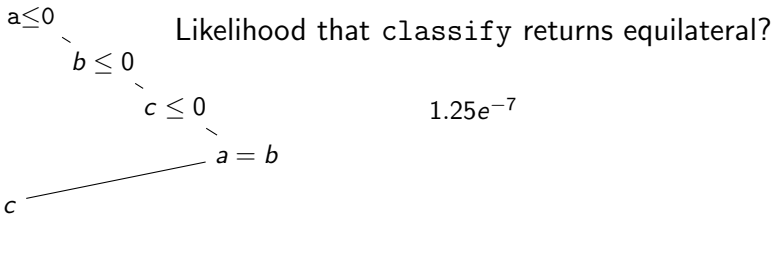 a≤0
Likelihood that classify returns equilateral?
b ≤ 0
c ≤ 0
1.25e⁻⁷
a = b
c